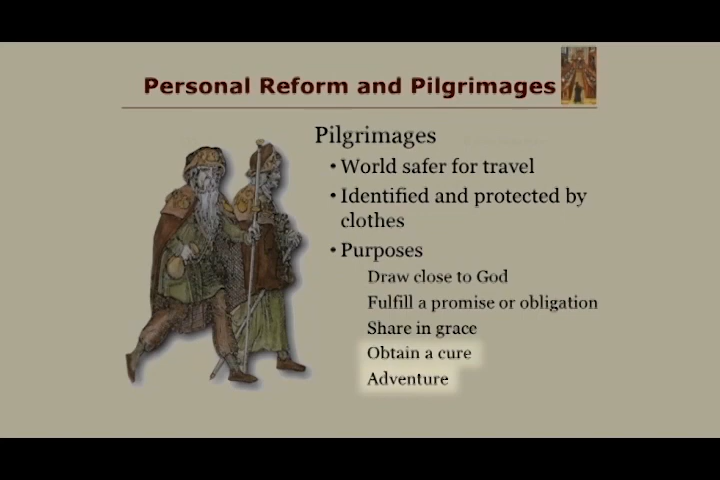 Personal Reform and Pilgrimages
Pilgrimages
• World safer for travel
• Identified and protected by
clothes
• Purposes
Draw close to God
Fulfill a promise or obligation
Share in grace
Obtain a cure
Adventure